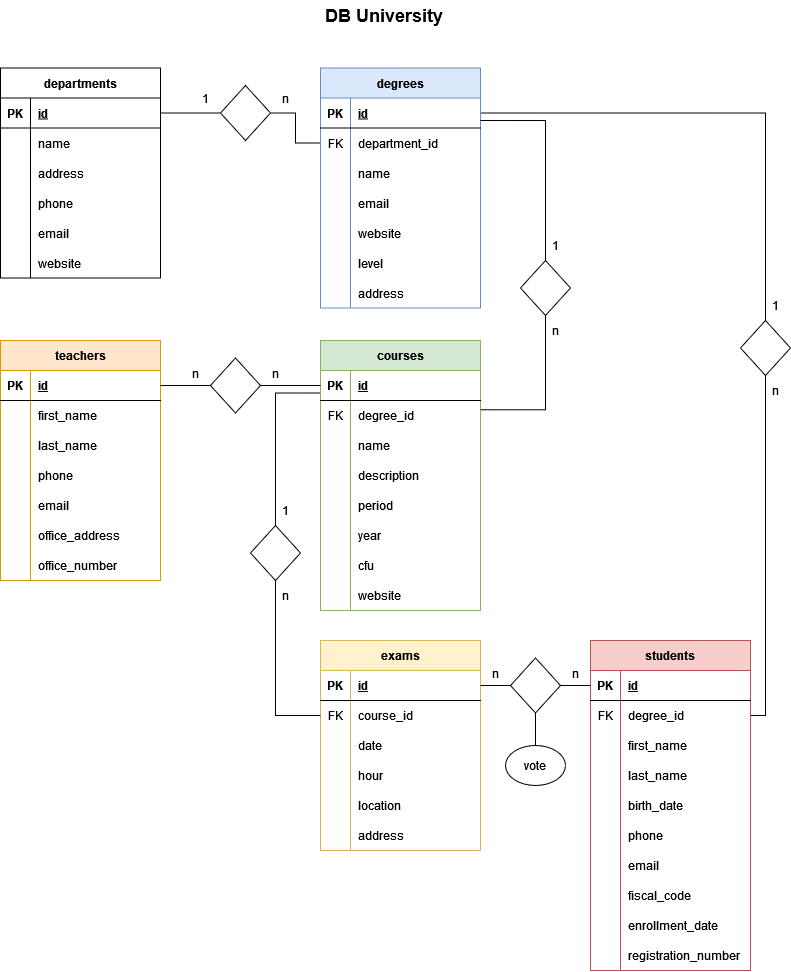 DB University
departments
PK id
name
address
phone
email
website
1
n
degrees
PK id
FK department_id
name
email
website
level
address
1
n
1
n
teachers
PK id
first_name
last_name
phone
email
office_address
office_number
n
n
courses
PK id
FK degree_id
name
description
period
year
cfu
website
1
n
exams
PK id
FK course_id
date
hour
location
address
n
n
vote
students
PK id
FK degree_id
first_name
last_name
birth_date
phone
email
fiscal_code
enrollment_date
registration_number